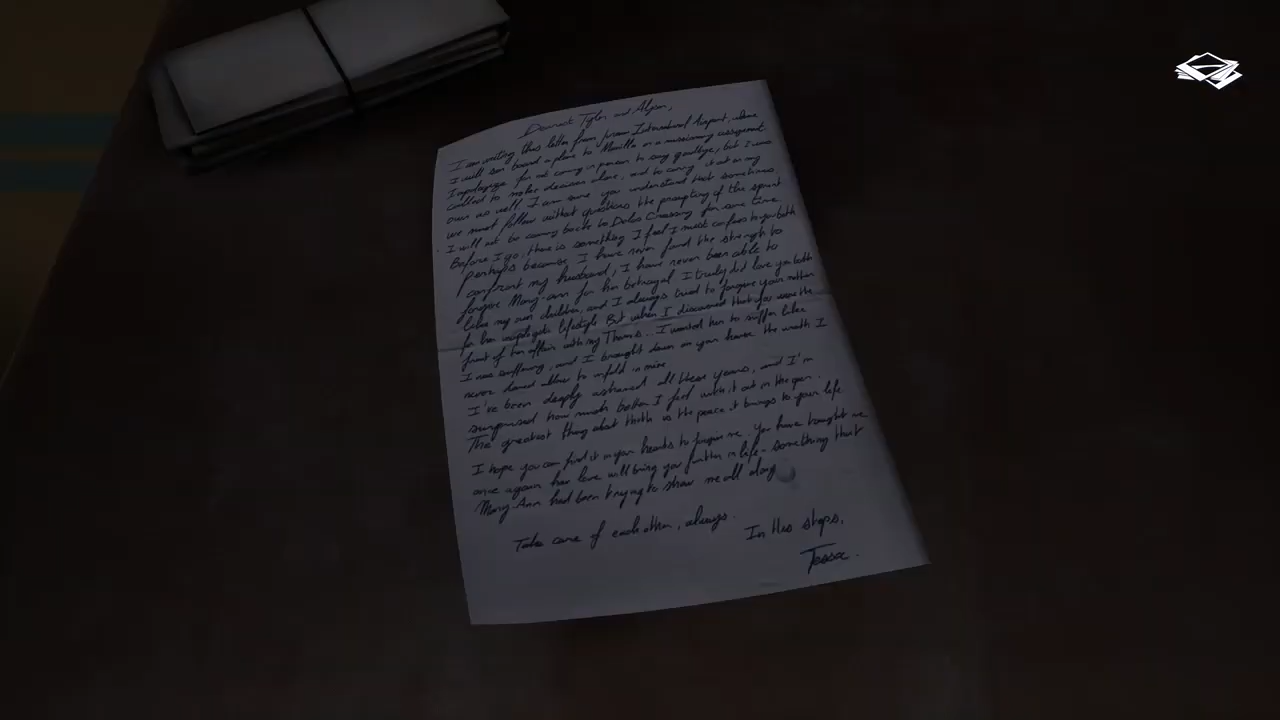 Dearest Tyler and Alyson,
I am writing this letter from Juneau International Airport, where
I will soon board a plane to Manilla on a missionary assignment
I apologize for not coming in person to say goodbye, but I was
called to make decisions alone, and to carry it out on my
own as well. I am sure you understand that sometimes,
we must follow without questions the prompting of the spirit
I will not be coming back to Delos Crossing for some time.
Before I go, there is something I feel I must confess to you both
perhaps because I have never found the strength to
confront my husband, I have never been able to
forgive Mary-ann for her betrayal. I truely did love you both
like my own children, and I always tried to forgive your mother
for her lifestyle. But when I discovered that you were the
fruit of her affair with my Thomas... I wanted her to suffer like
I was suffering, and I brought down on your house the wrath I
never dared allow to unfold in mine
I've been deeply ashamed all these years, and I'm
surprised how much better I feel with it out in the open.
The greatest thing about truth is the peace it brings to your life
I hope you can find it in your hearts to forgive me. You have taught me
once again how love will bring you further in life - something that
Mary-Ann had been trying to show me all along
Take care of each other, always.
In His steps,
Tessa.